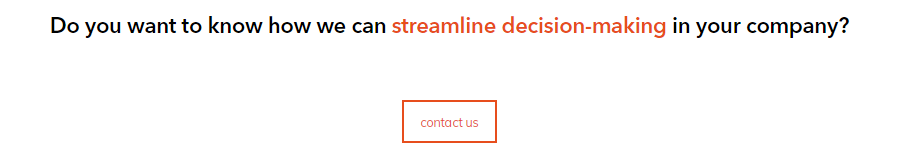 Do you want to know how we can streamline decision-making in your company?
contact us